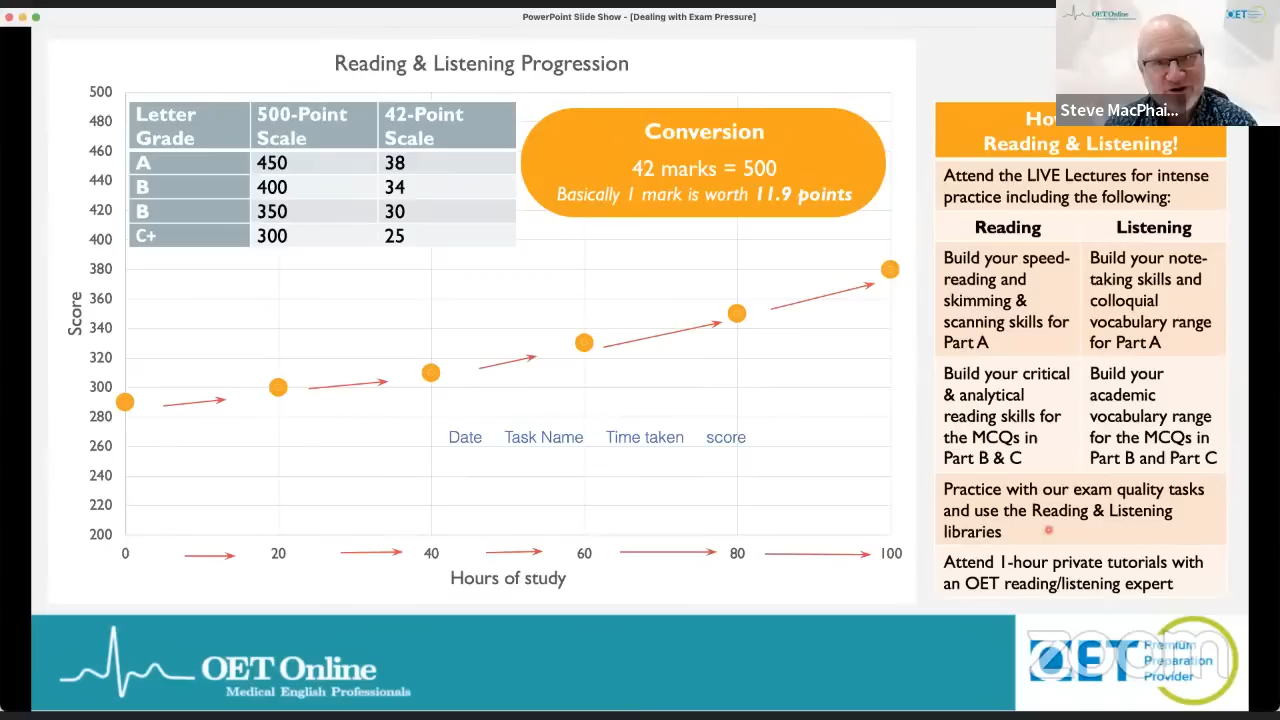 PowerPoint Slide Show - [Dealing with Exam Pressure]
OET Online
OET
Steve MacPhai...
Reading & Listening Progression
Letter Grade 500-Point Scale 42-Point Scale
A 450 38
B 400 34
B 350 30
C+ 300 25
Conversion
42 marks = 500
Basically 1 mark is worth 11.9 points
500
480
460
440
420
400
380
360
340
320
300
280
260
240
220
200
Score
Date Task Name Time taken score
0 20 40 60 80 100
Hours of study
Reading & Listening!
Attend the LIVE Lectures for intense
practice including the following:
Reading Listening
Build your speed-
reading and
skimming &
scanning skills for
Part A
Build your note-
taking skills and
colloquial
vocabulary range
for Part A
Build your critical
& analytical
reading skills for
the MCQs in
Part B & C
Build your
academic
vocabulary range
for the MCQs in
Part B and Part C
Practice with our exam quality tasks
and use the Reading & Listening
libraries
Attend 1-hour private tutorials with
an OET reading/listening expert
OET Online
Medical English Professionals
OET
Premium
Preparation
Provider
zoom